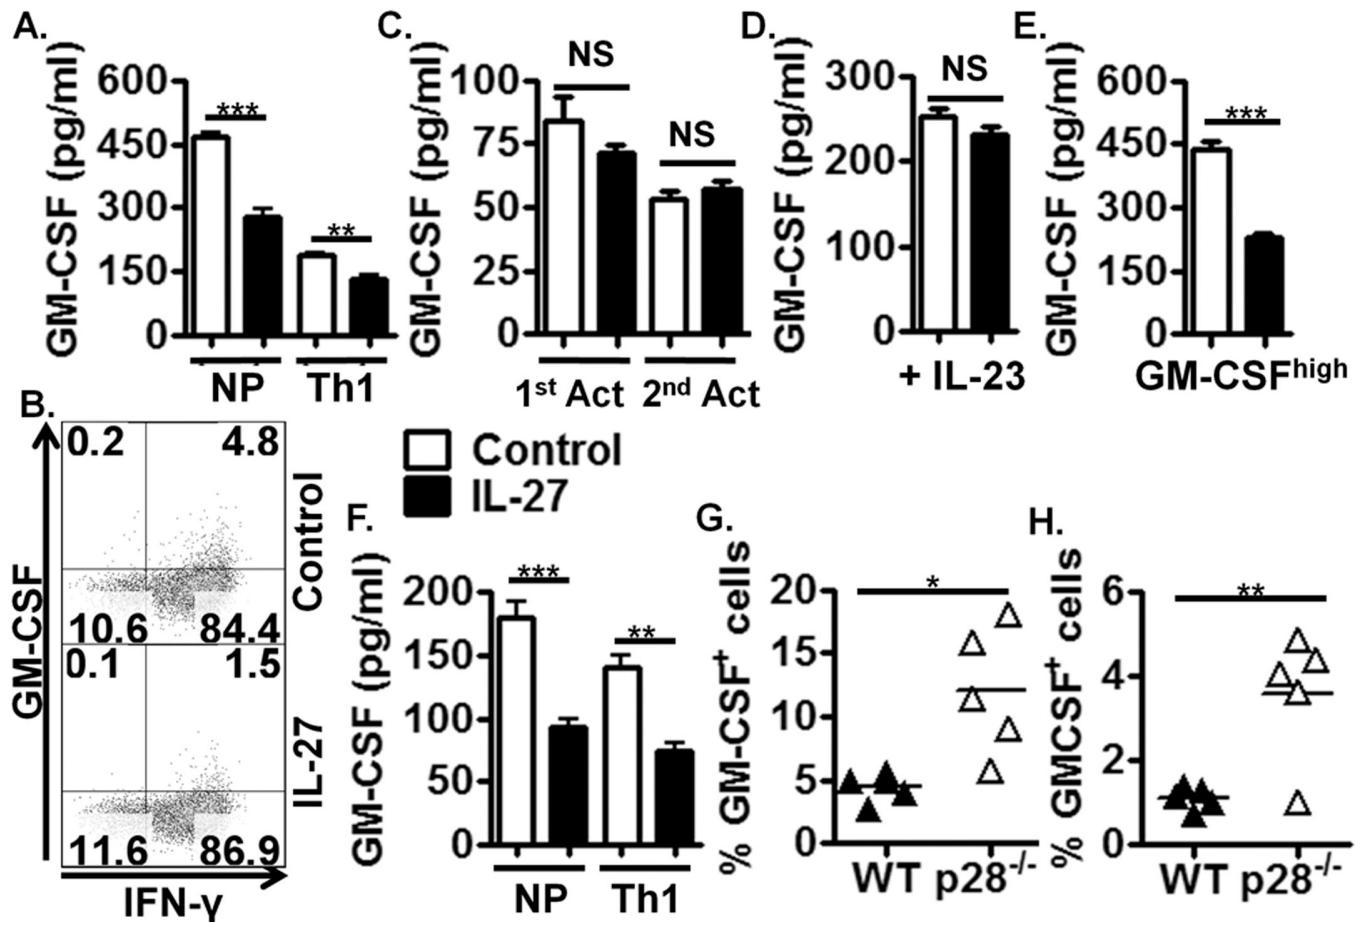 A.
GM-CSF (pg/ml)
600
450
300
150
0
***
**
NP Th1
C.
GM-CSF (pg/ml)
100
75
50
25
0
NS
NS
1st Act 2nd Act
D.
GM-CSF (pg/ml)
300
200
100
0
NS
+ IL-23
E.
GM-CSF (pg/ml)
600
450
300
150
0
***
GM-CSFhigh
B.
GM-CSF
0.2 4.8
10.6 84.4
Control
0.1 1.5
11.6 86.9
IL-27
IFN-γ
Control
IL-27
F.
GM-CSF (pg/ml)
200
150
100
50
0
***
**
NP Th1
G.
% GM-CSF+ cells
20
15
10
5
0
*
WT p28-/-
H.
% GMCSF+ cells
6
4
2
0
**
WT p28-/-